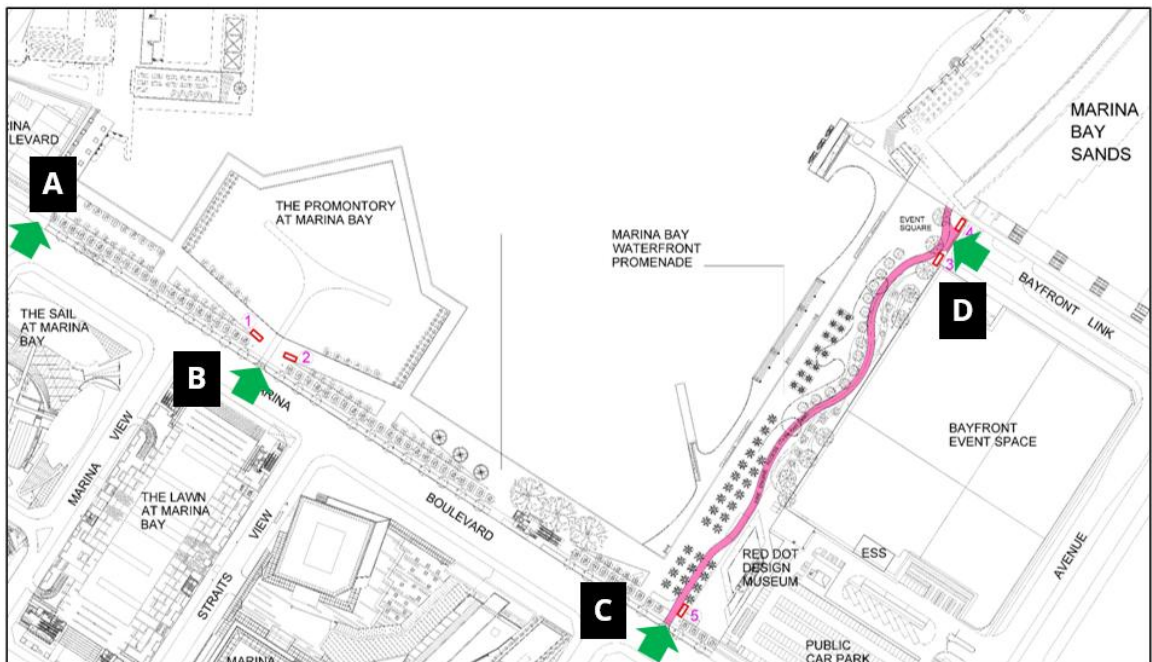 MARINA
BAY
SANDS
RINA
LEVARD
A
THE PROMONTORY
AT MARINA BAY
EVENT
SQUARE
4
3
MARINA BAY
WATERFRONT
PROMENADE
D
BAYFRONT LINK
THE SAIL
AT MARINA
BAY
1
2
B
ARINA
BAYFRONT
EVENT SPACE
MARINA VIEW
THE LAWN
AT MARINA
BAY
BOULEVARD
STRAITS VIEW
RED DOT
DESIGN
MUSEUM
ESS
AVENUE
C
5
PUBLIC
CAR PARK
MARINA